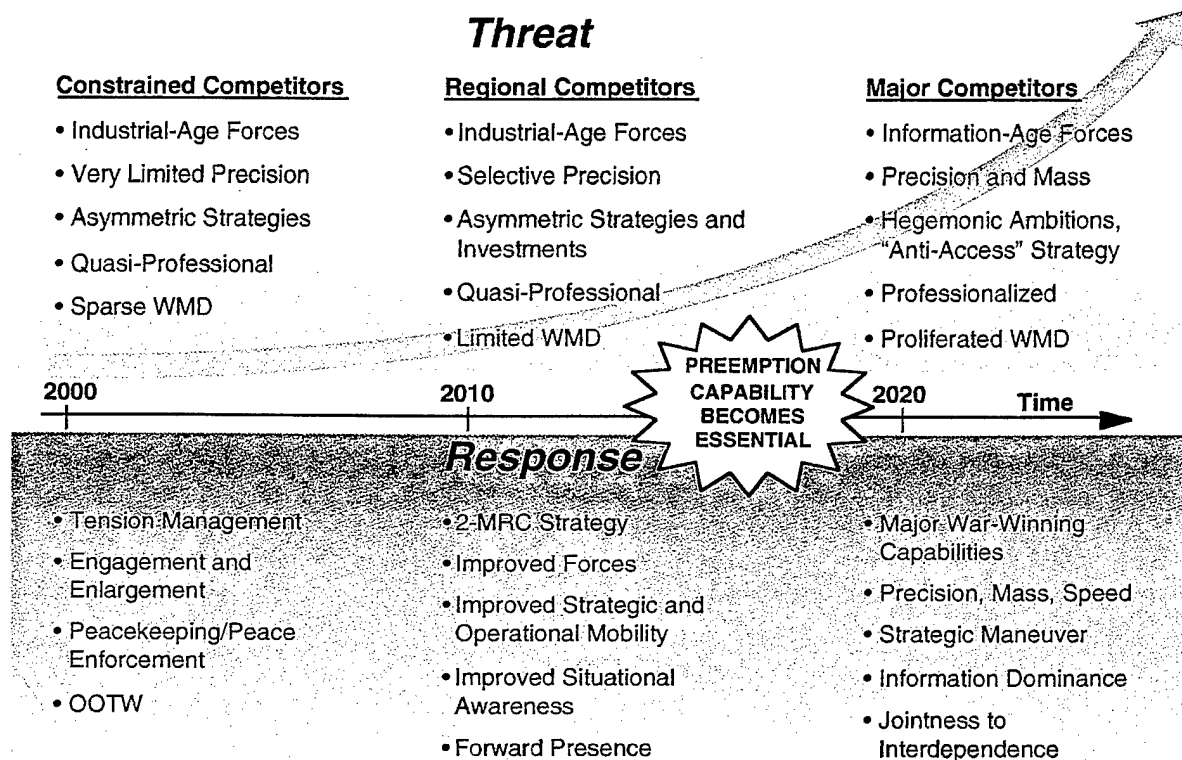 Threat
Constrained Competitors
• Industrial-Age Forces
• Very Limited Precision
• Asymmetric Strategies
• Quasi-Professional
• Sparse WMD
Regional Competitors
• Industrial-Age Forces
• Selective Precision
• Asymmetric Strategies and
Investments
• Quasi-Professional
• Limited WMD
Major Competitors
• Information-Age Forces
• Precision and Mass
• Hegemonic Ambitions,
"Anti-Access" Strategy
• Professionalized
• Proliferated WMD
PREEMPTION
CAPABILITY
BECOMES
ESSENTIAL
2000
2010
2020
Time
Response
• Tension Management
• Engagement and
Enlargement
• Peacekeeping/Peace
Enforcement
• OOTW
• 2-MRC Strategy
• Improved Forces
• Improved Strategic and
Operational Mobility
• Improved Situational
Awareness
• Forward Presence
• Major War-Winning
Capabilities
• Precision, Mass, Speed
• Strategic Maneuver
• Information Dominance
• Jointness to
Interdependence